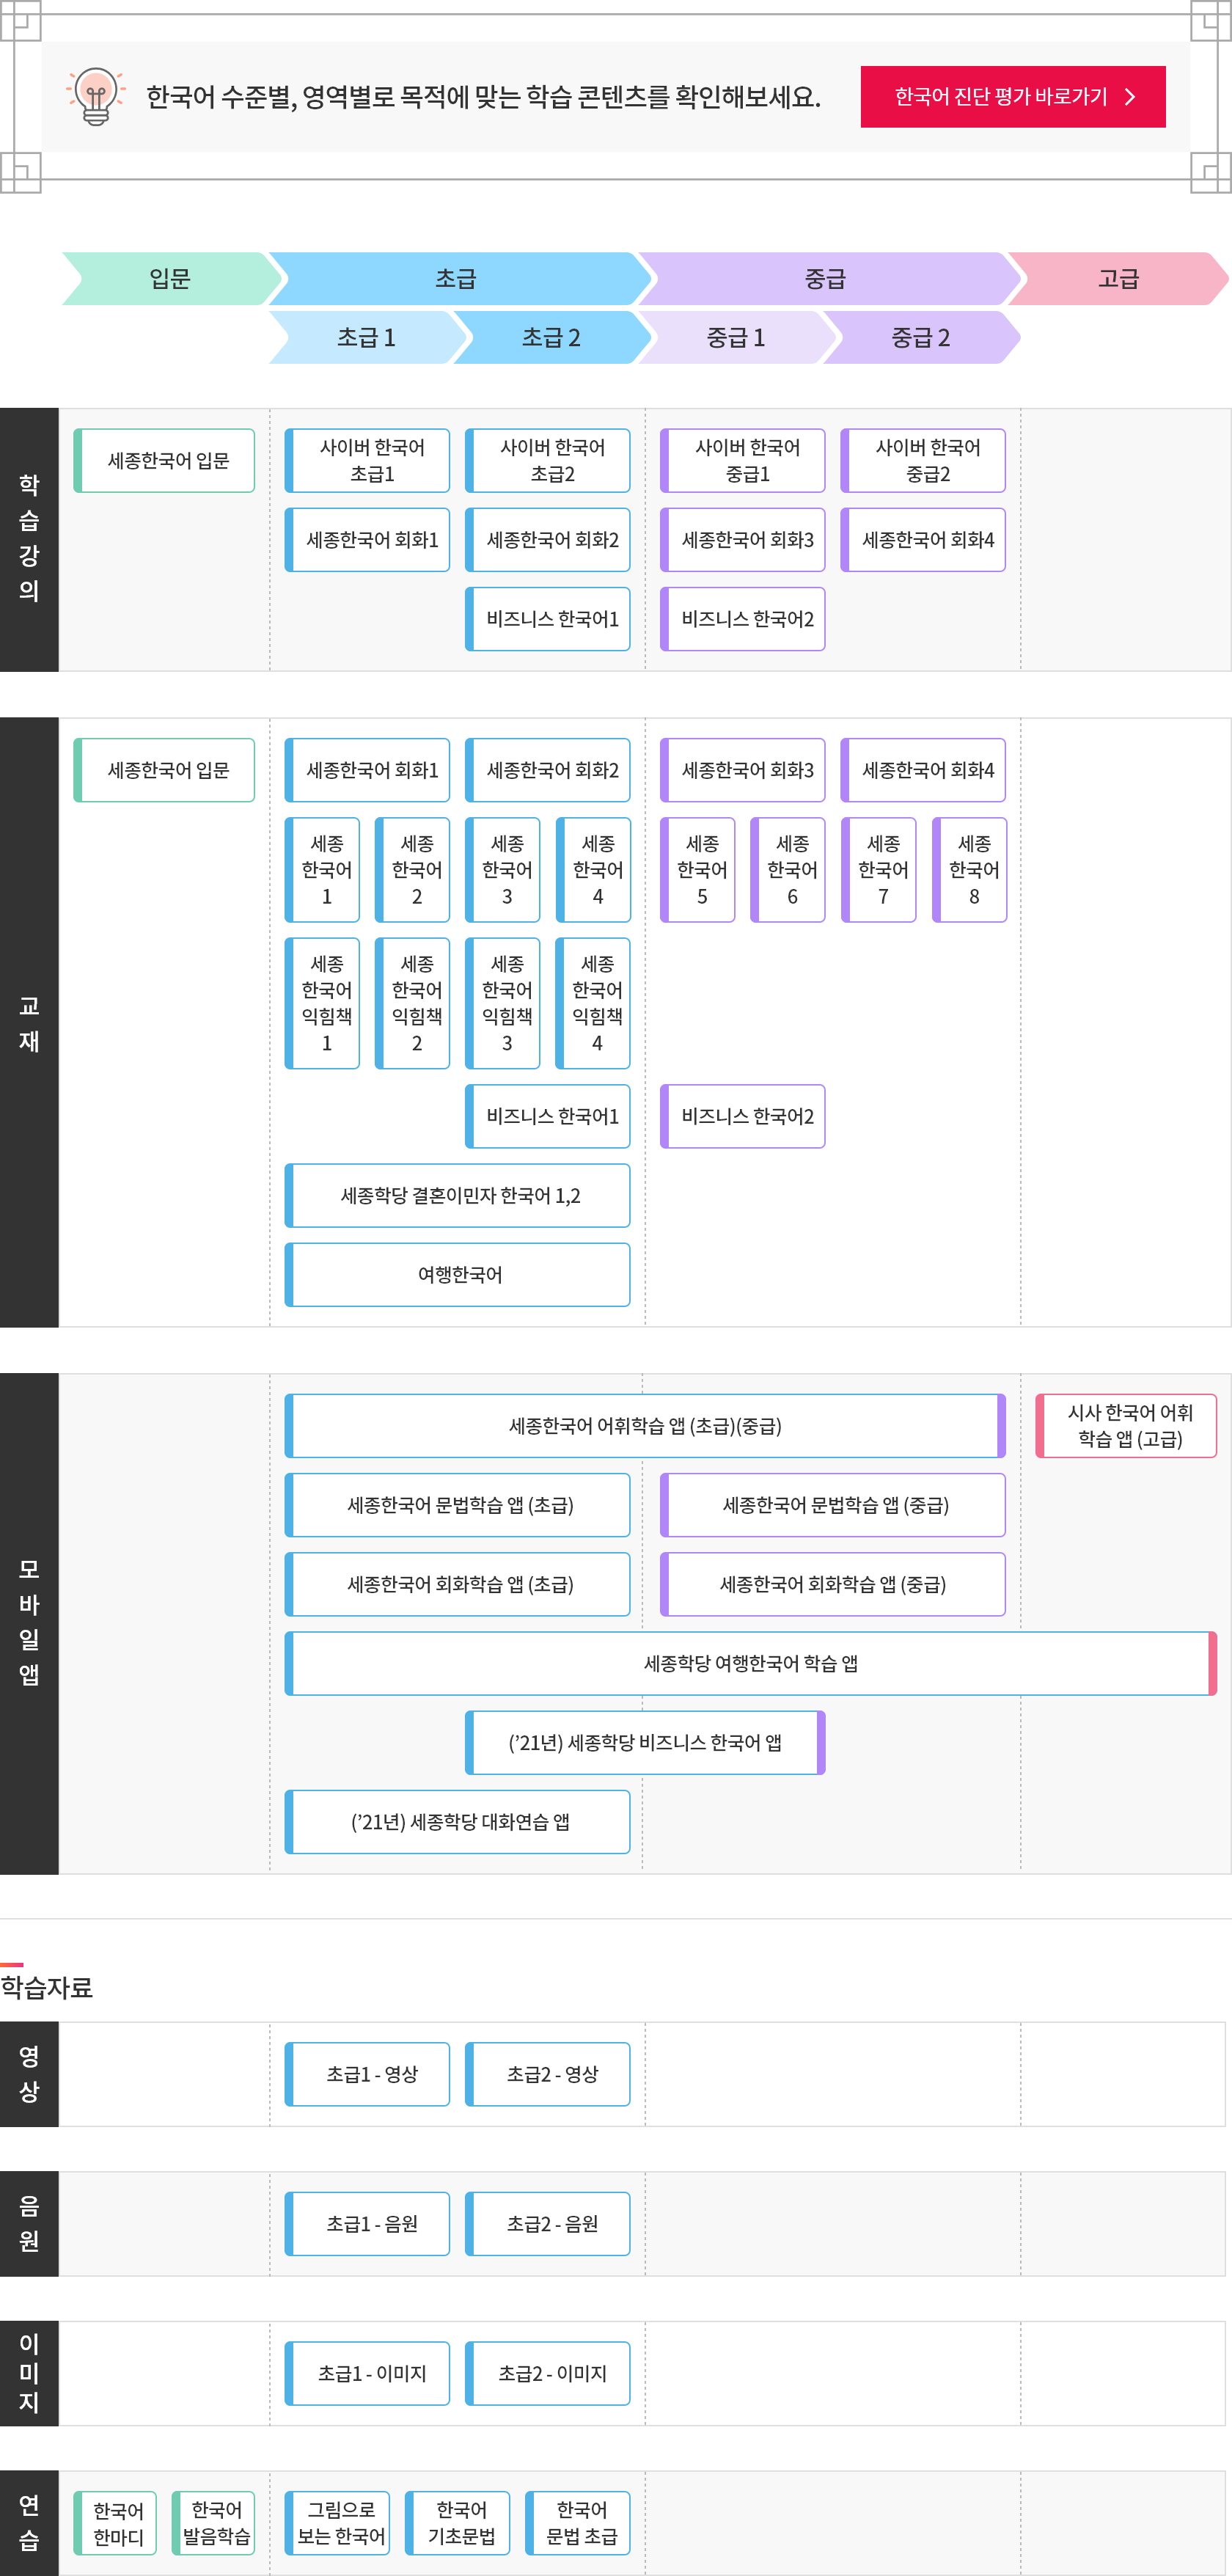 한국어 수준별, 영역별로 목적에 맞는 학습 콘텐츠를 확인해보세요.
한국어 진단 평가 바로가기
입문
초급
중급
고급
초급 1
초급 2
중급 1
중급 2
학습강의
세종한국어 입문
사이버 한국어
초급1
사이버 한국어
초급2
사이버 한국어
중급1
사이버 한국어
중급2
세종한국어 회화1
세종한국어 회화2
세종한국어 회화3
세종한국어 회화4
비즈니스 한국어1
비즈니스 한국어2
교재
세종한국어 입문
세종한국어 회화1
세종한국어 회화2
세종한국어 회화3
세종한국어 회화4
세종
한국어
1
세종
한국어
2
세종
한국어
3
세종
한국어
4
세종
한국어
5
세종
한국어
6
세종
한국어
7
세종
한국어
8
세종
한국어
익힘책
1
세종
한국어
익힘책
2
세종
한국어
익힘책
3
세종
한국어
익힘책
4
비즈니스 한국어1
비즈니스 한국어2
세종학당 결혼이민자 한국어 1,2
여행한국어
모바일앱
세종한국어 어휘학습 앱 (초급)(중급)
시사 한국어 어휘
학습 앱 (고급)
세종한국어 문법학습 앱 (초급)
세종한국어 문법학습 앱 (중급)
세종한국어 회화학습 앱 (초급)
세종한국어 회화학습 앱 (중급)
세종학당 여행한국어 학습 앱
(’21년) 세종학당 비즈니스 한국어 앱
(’21년) 세종학당 대화연습 앱
학습자료
영상
초급1 - 영상
초급2 - 영상
음원
초급1 - 음원
초급2 - 음원
이미지
초급1 - 이미지
초급2 - 이미지
연습
한국어
한마디
한국어
발음학습
그림으로
보는 한국어
한국어
기초문법
한국어
문법 초급